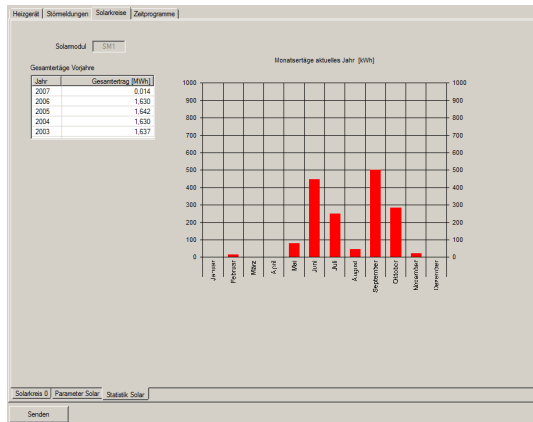 Heizgerät Störmeldungen Solarkreise Zeitprogramme
Solarmodul SM1
Gesamterträge Vorjahre
Jahr Gesamtertrag [MWh]
2007 0,014
2006 1,630
2005 1,642
2004 1,630
2003 1,637
Monatserträge aktuelles Jahr [kWh]
1000 1000
900 900
800 800
700 700
600 600
500 500
400 400
300 300
200 200
100 100
0 0
Januar Februar März April Mai Juni Juli August September Oktober November Dezember
Solarkreis 0 Parameter Solar Statistik Solar
Senden